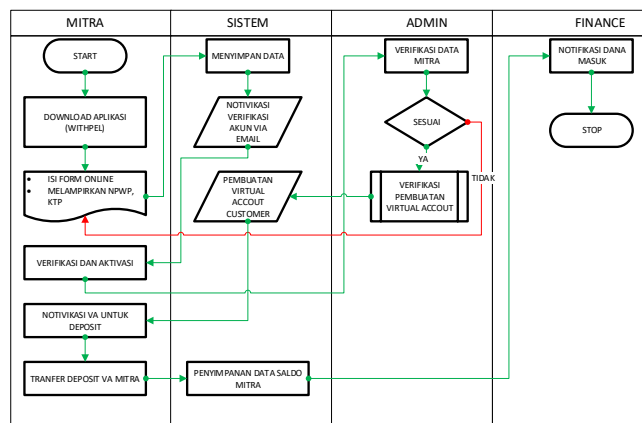 MITRA
SISTEM
ADMIN
FINANCE
START
DOWNLOAD APLIKASI
(WITHPEL)
• ISI FORM ONLINE
• MELAMPIRKAN NPWP,
KTP
VERIFIKASI DAN AKTIVASI
NOTIVIKASI VA UNTUK
DEPOSIT
TRANFER DEPOSIT VA MITRA
MENYIMPAN DATA
NOTIVIKASI
VERIFIKASI
AKUN VIA
EMAIL
PEMBUATAN
VIRTUAL
ACCOUT
CUSTOMER
PENYIMPANAN DATA SALDO
MITRA
VERIFIKASI DATA
MITRA
SESUAI
YA
TIDAK
VERIFIKASI
PEMBUATAN
VIRTUAL ACCOUT
NOTIFIKASI DANA
MASUK
STOP